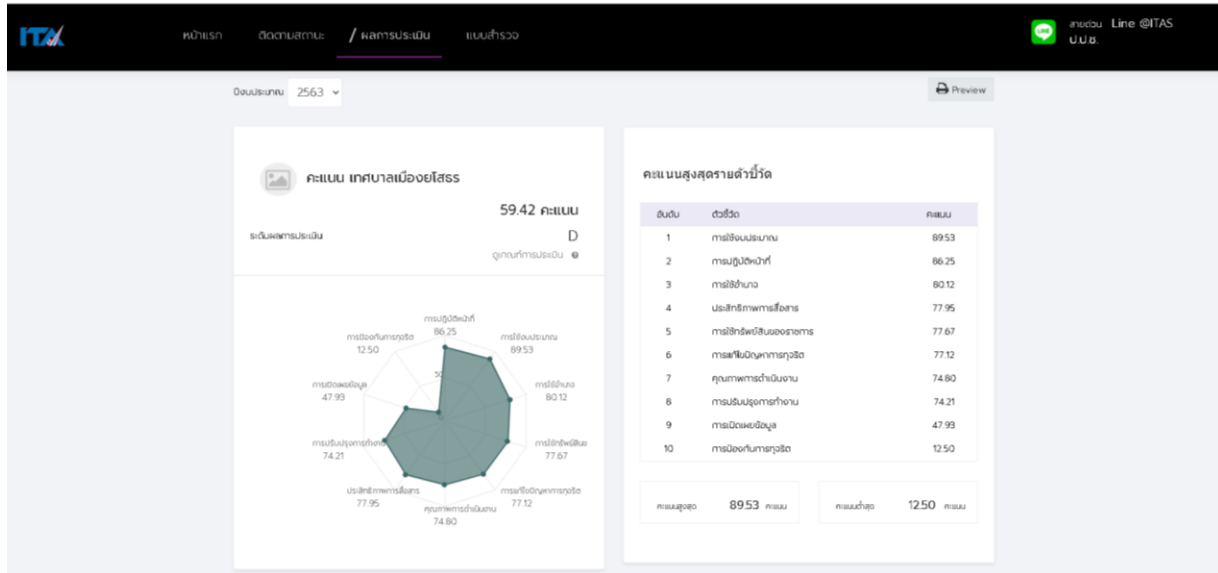 ITA
หน้าแรก
ติดตามสถานะ
/ ผลการประเมิน
แบบสำรวจ
LINE
สายด่วน Line @ITAS
ป.ป.ช.
ปีงบประมาณ 2563
Preview
คะแนน เทศบาลเมืองยโสธร
59.42 คะแนน
ระดับผลการประเมิน D
ดูเกณฑ์การประเมิน
การปฏิบัติหน้าที่
86.25
การใช้งบประมาณ
89.53
การใช้อำนาจ
80.12
การใช้ทรัพย์สินข
77.67
การแก้ไขปัญหาการทุจริต
77.12
คุณภาพการดำเนินงาน
74.80
ประสิทธิภาพการสื่อสาร
77.95
การปรับปรุงการทำงาน
74.21
การเปิดเผยข้อมูล
47.93
การป้องกันการทุจริต
12.50
50
คะแนนสูงสุดรายตัวบี้วัด
อันดับ ตัวชี้วัด คะแนน
1 การใช้งบประมาณ 89.53
2 การปฏิบัติหน้าที่ 86.25
3 การใช้อำนาจ 80.12
4 ประสิทธิภาพการสื่อสาร 77.95
5 การใช้ทรัพย์สินของราชการ 77.67
6 การแก้ไขปัญหาการทุจริต 77.12
7 คุณภาพการดำเนินงาน 74.80
8 การปรับปรุงการทำงาน 74.21
9 การเปิดเผยข้อมูล 47.93
10 การป้องกันการทุจริต 12.50
คะแนนสูงสุด 89.53 คะแนน
คะแนนต่ำสุด 12.50 คะแนน